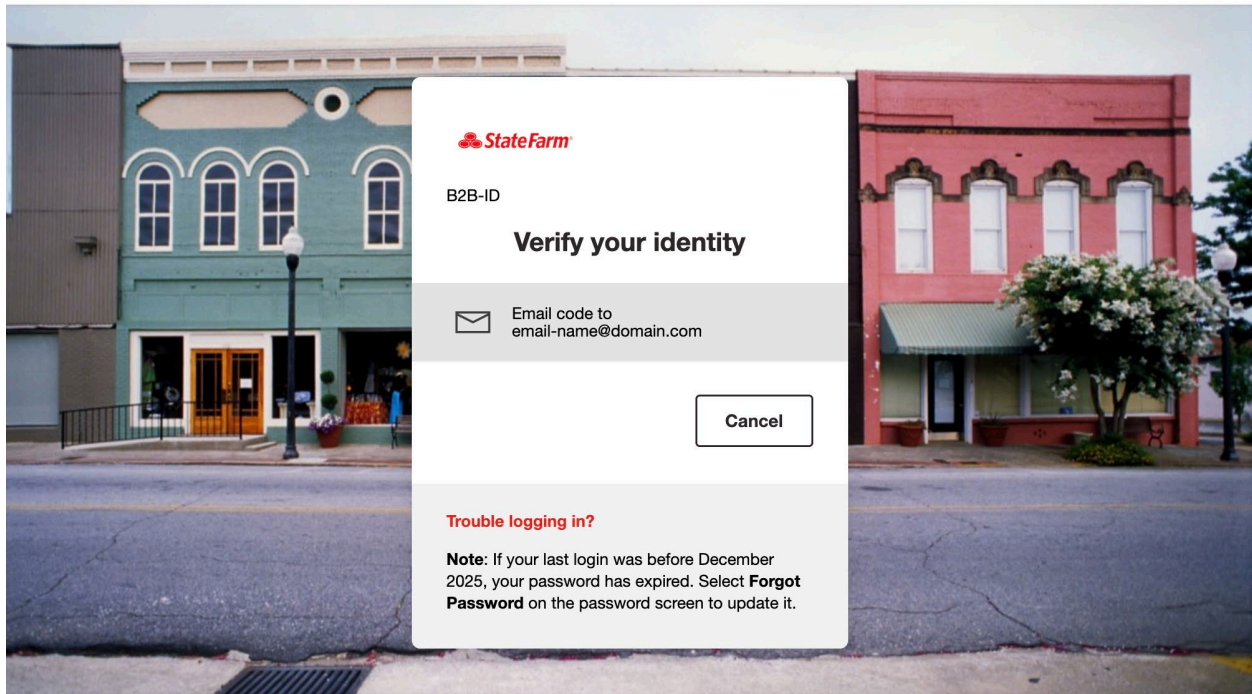 StateFarm®
B2B-ID
Verify your identity
Email code to
email-name@domain.com
Cancel
Trouble logging in?
Note: If your last login was before December
2025, your password has expired. Select Forgot
Password on the password screen to update it.